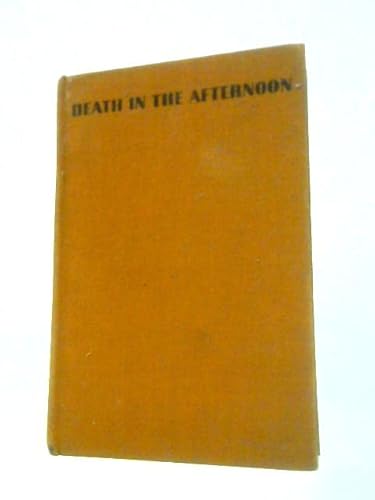 DEATH IN THE AFTERNOON